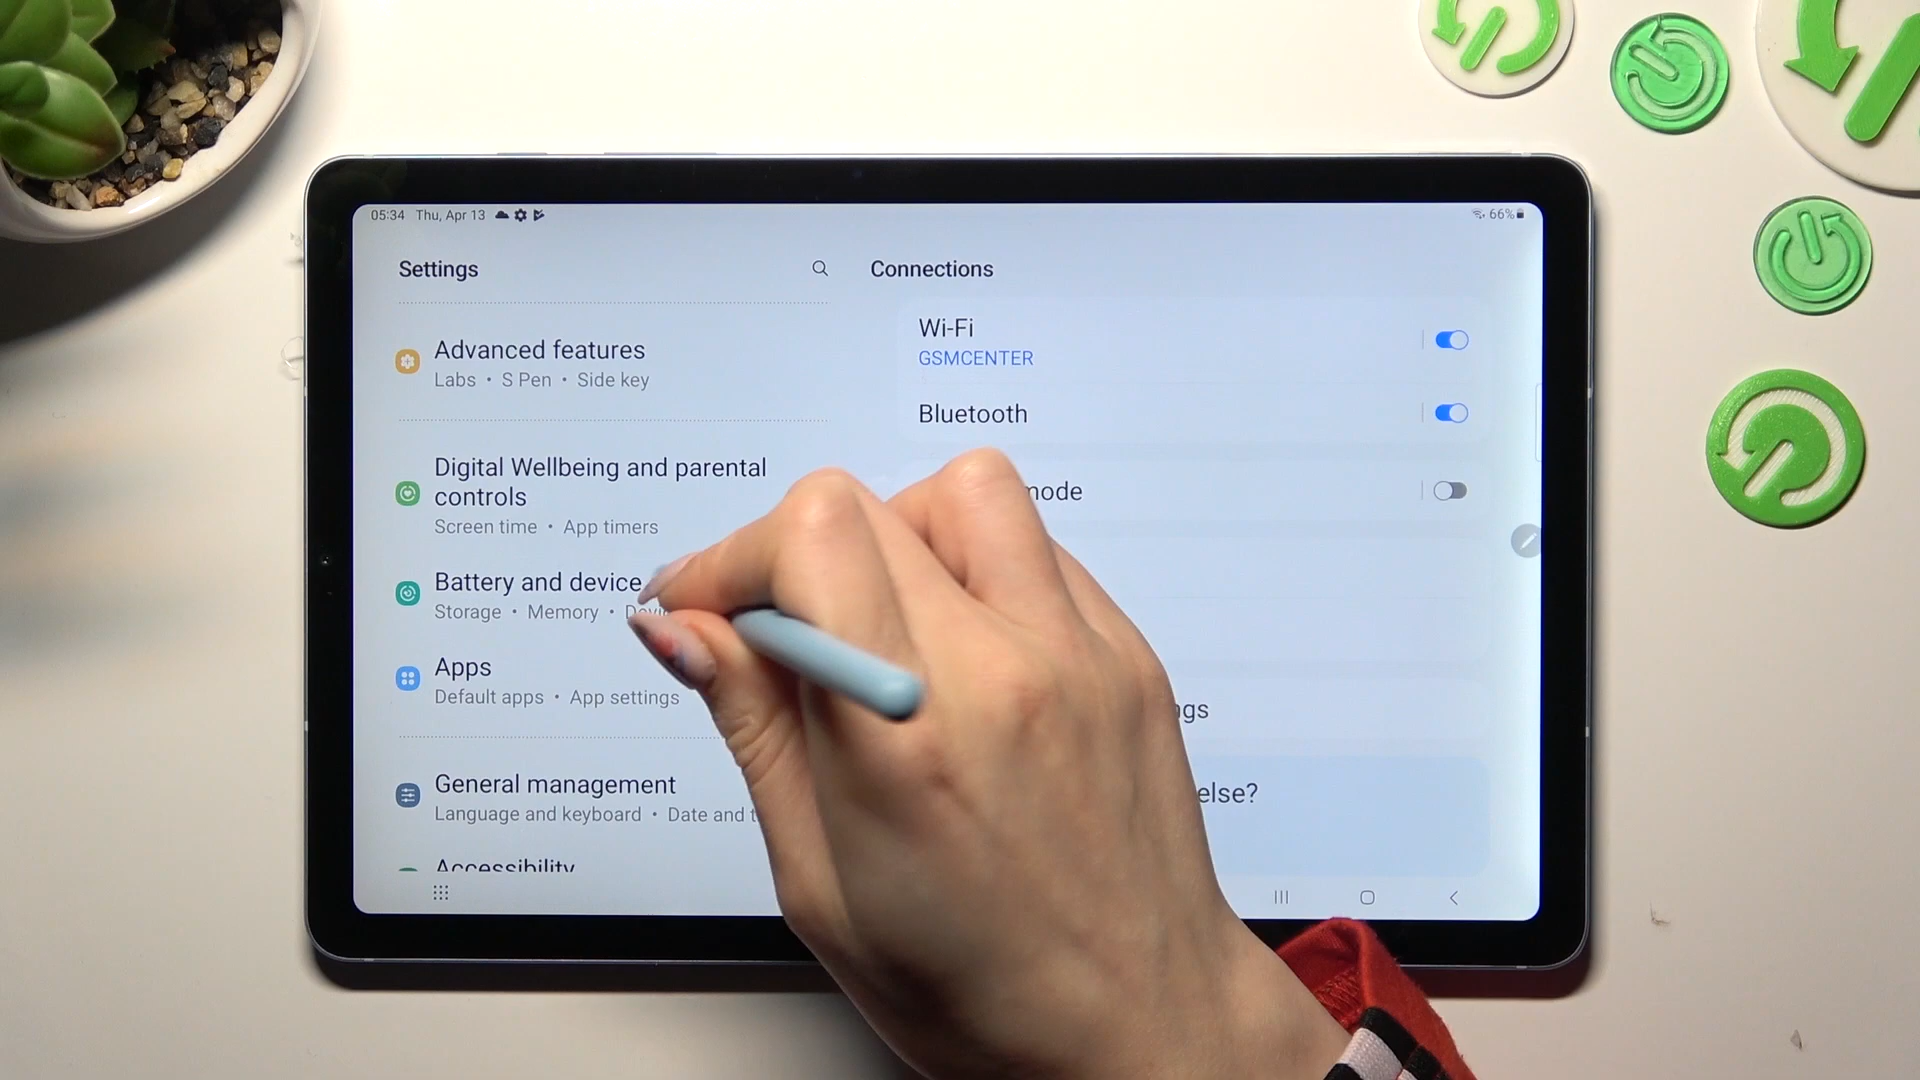 05:34 Thu, Apr 13
66%
Settings
Advanced features
Labs • S Pen • Side key
Digital Wellbeing and parental
controls
Screen time • App timers
Battery and device
Storage • Memory •
Apps
Default apps • App settings
General management
Language and keyboard • Date and
Accessibility
Connections
Wi-Fi
GSMCENTER
Bluetooth
mode
else?